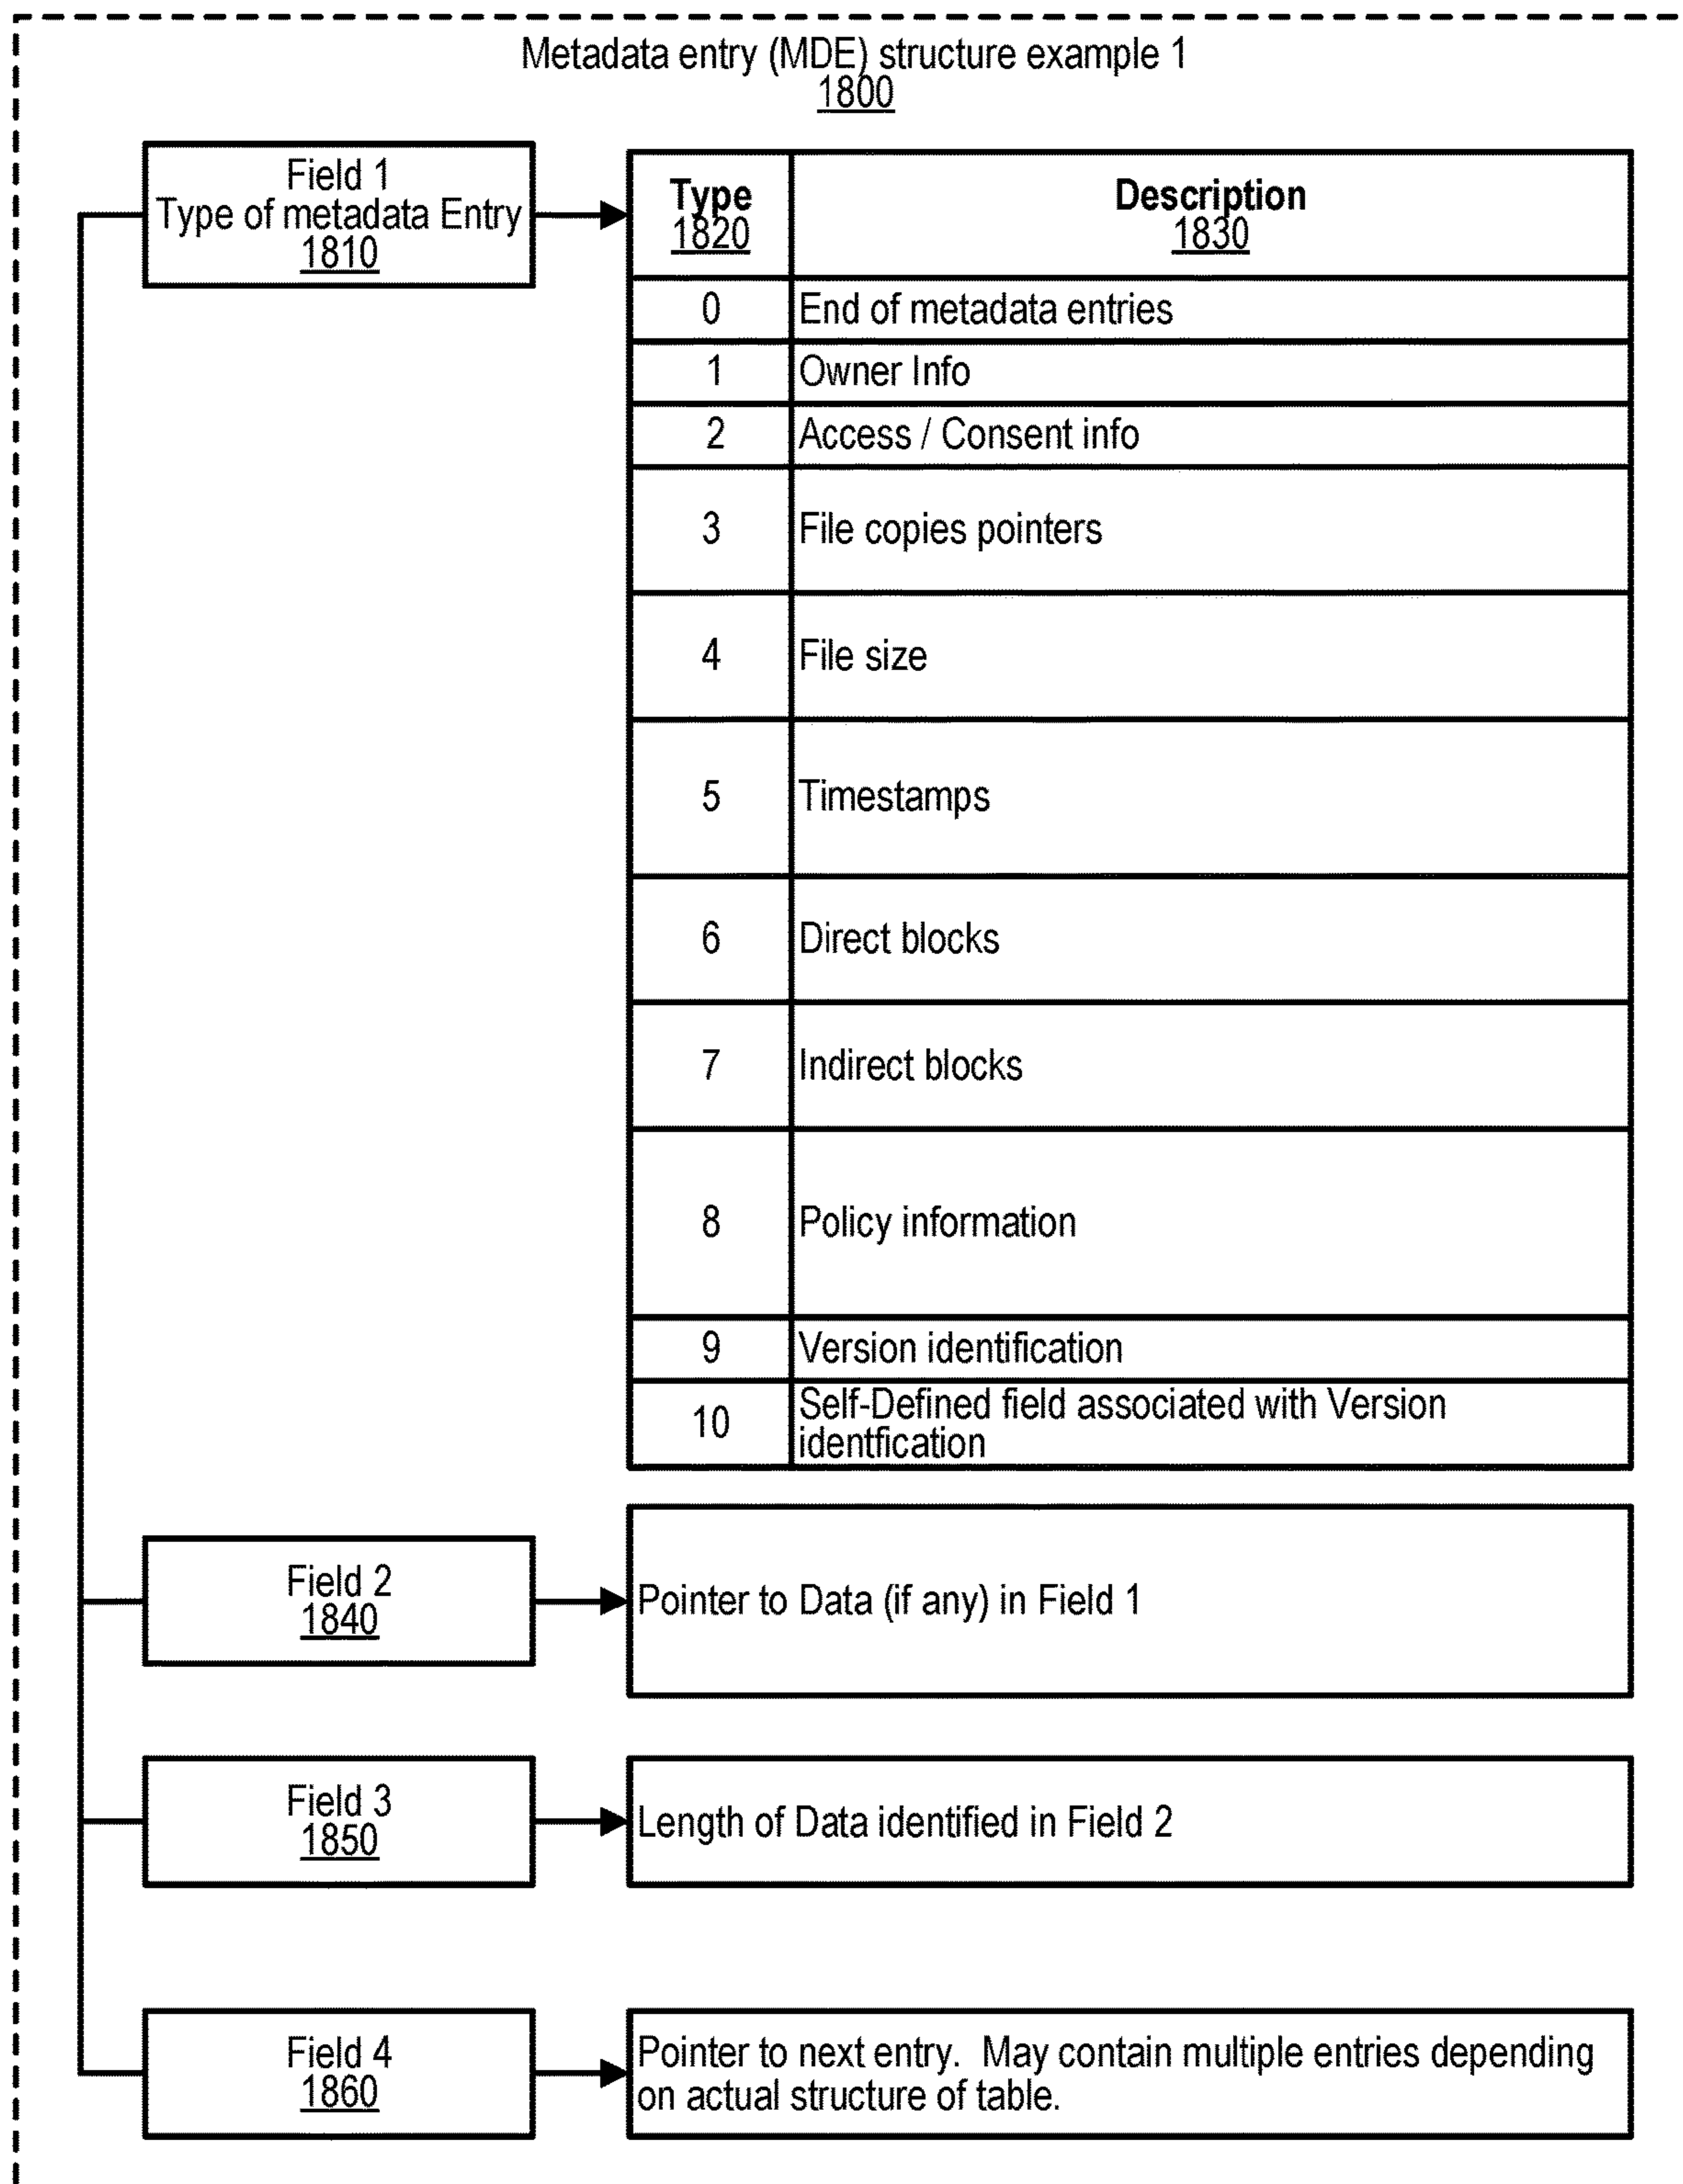 Metadata entry (MDE) structure example 1
1800
Field 1
Type of metadata Entry
1810
Type
1820
Description
1830
0
End of metadata entries
1
Owner Info
2
Access / Consent info
3
File copies pointers
4
File size
5
Timestamps
6
Direct blocks
7
Indirect blocks
8
Policy information
9
Version identification
10
Self-Defined field associated with Version
identfication
Field 2
1840
Pointer to Data (if any) in Field 1
Field 3
1850
Length of Data identified in Field 2
Field 4
1860
Pointer to next entry.  May contain multiple entries depending
on actual structure of table.